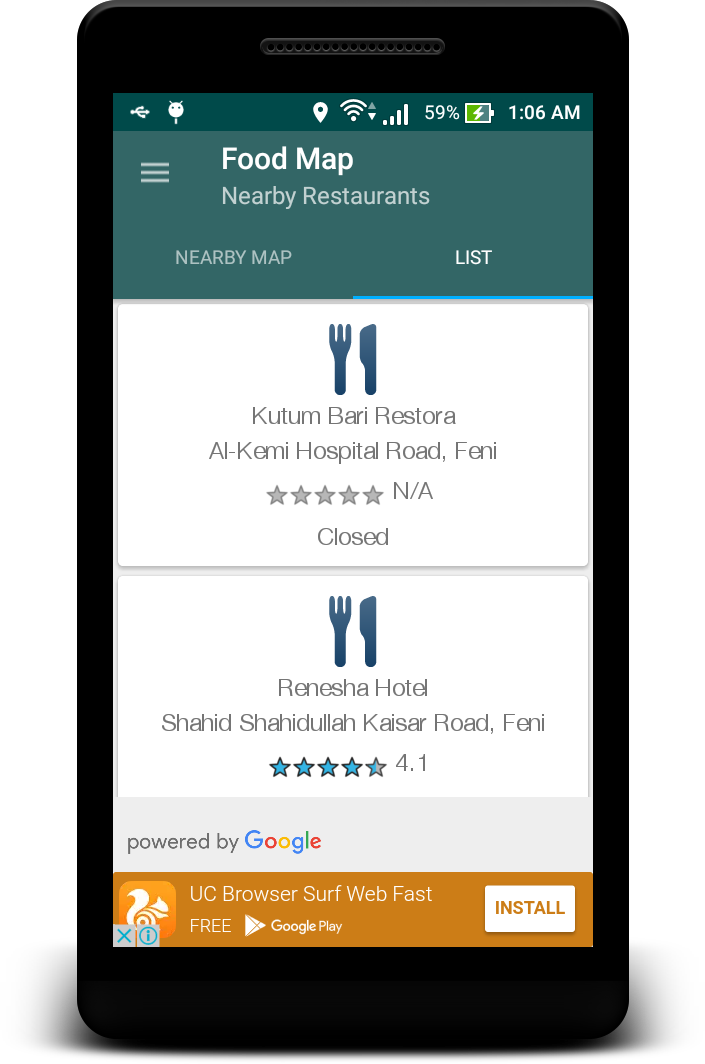 59% 1:06 AM
Food Map
Nearby Restaurants
NEARBY MAP LIST
Kutum Bari Restora
Al-Kemi Hospital Road, Feni
N/A
Closed
Renesha Hotel
Shahid Shahidullah Kaisar Road, Feni
4.1
powered by Google
UC Browser Surf Web Fast
FREE Google Play
INSTALL